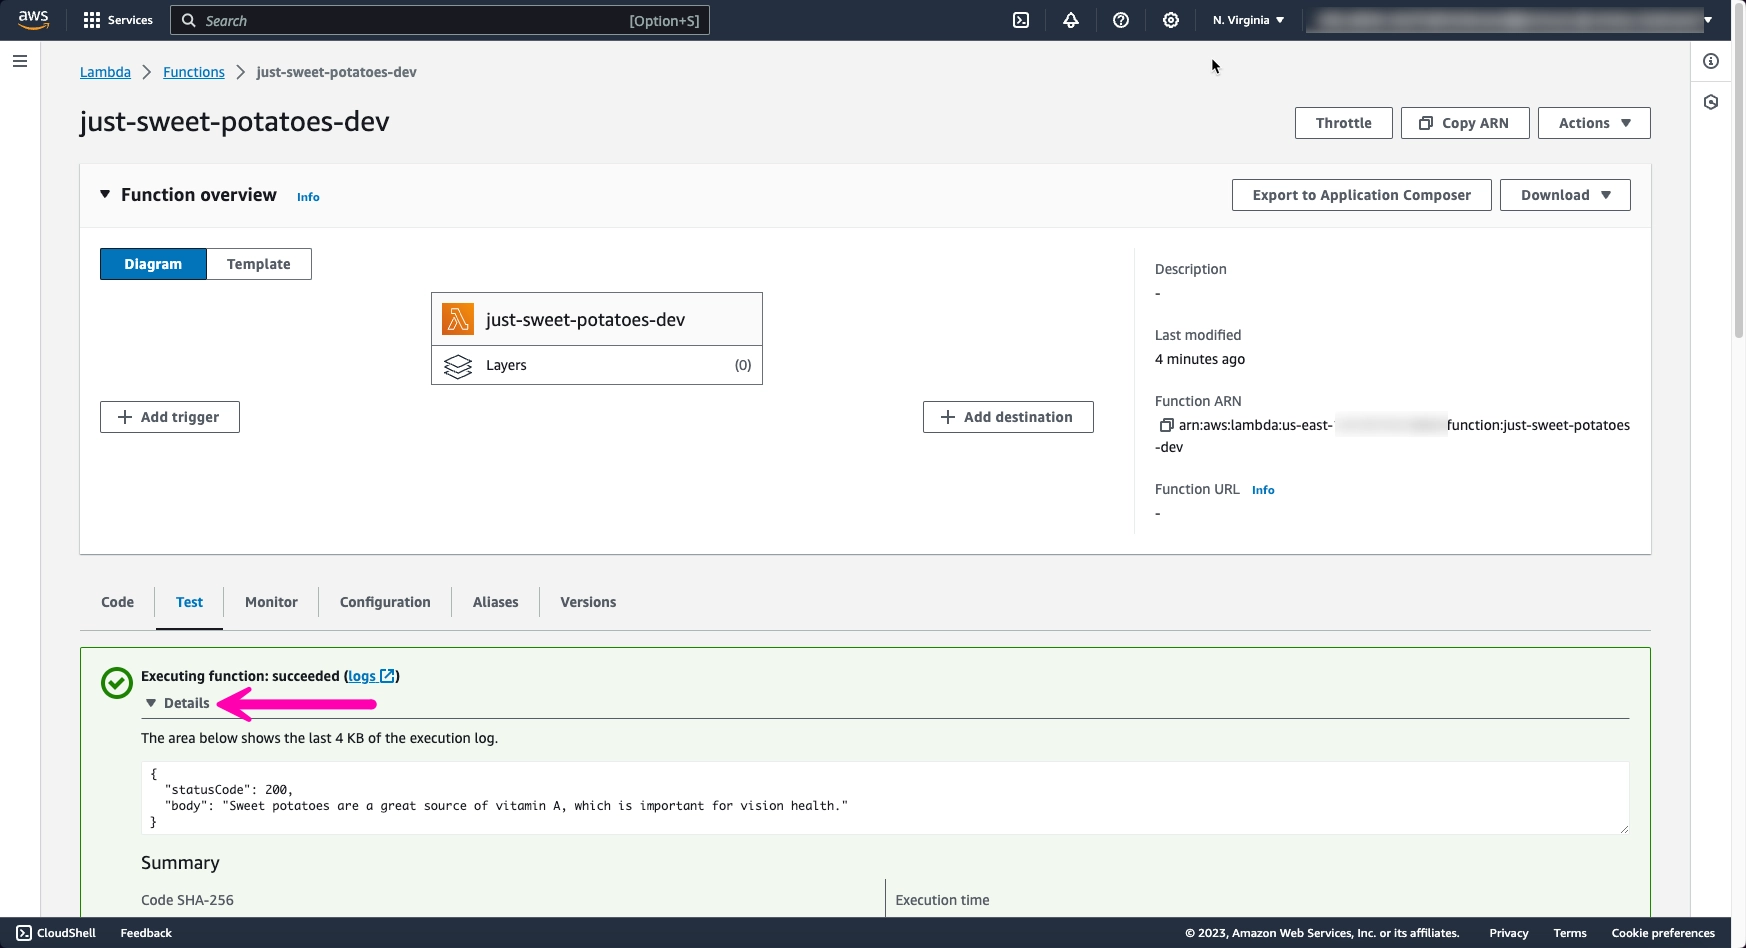 aws
Services
Search [Option+S]
N. Virginia
Lambda Functions just-sweet-potatoes-dev
just-sweet-potatoes-dev
Throttle Copy ARN Actions
Function overview Info
Export to Application Composer Download
Diagram Template
just-sweet-potatoes-dev
Layers (0)
Add trigger
Add destination
Description
-
Last modified
4 minutes ago
Function ARN
arn:aws:lambda:us-east- function:just-sweet-potatoes
-dev
Function URL Info
-
Code Test Monitor Configuration Aliases Versions
Executing function: succeeded (logs)
Details
The area below shows the last 4 KB of the execution log.
{
"statusCode": 200,
"body": "Sweet potatoes are a great source of vitamin A, which is important for vision health."
}
Summary
Code SHA-256
Execution time
CloudShell Feedback © 2023, Amazon Web Services, Inc. or its affiliates. Privacy Terms Cookie preferences